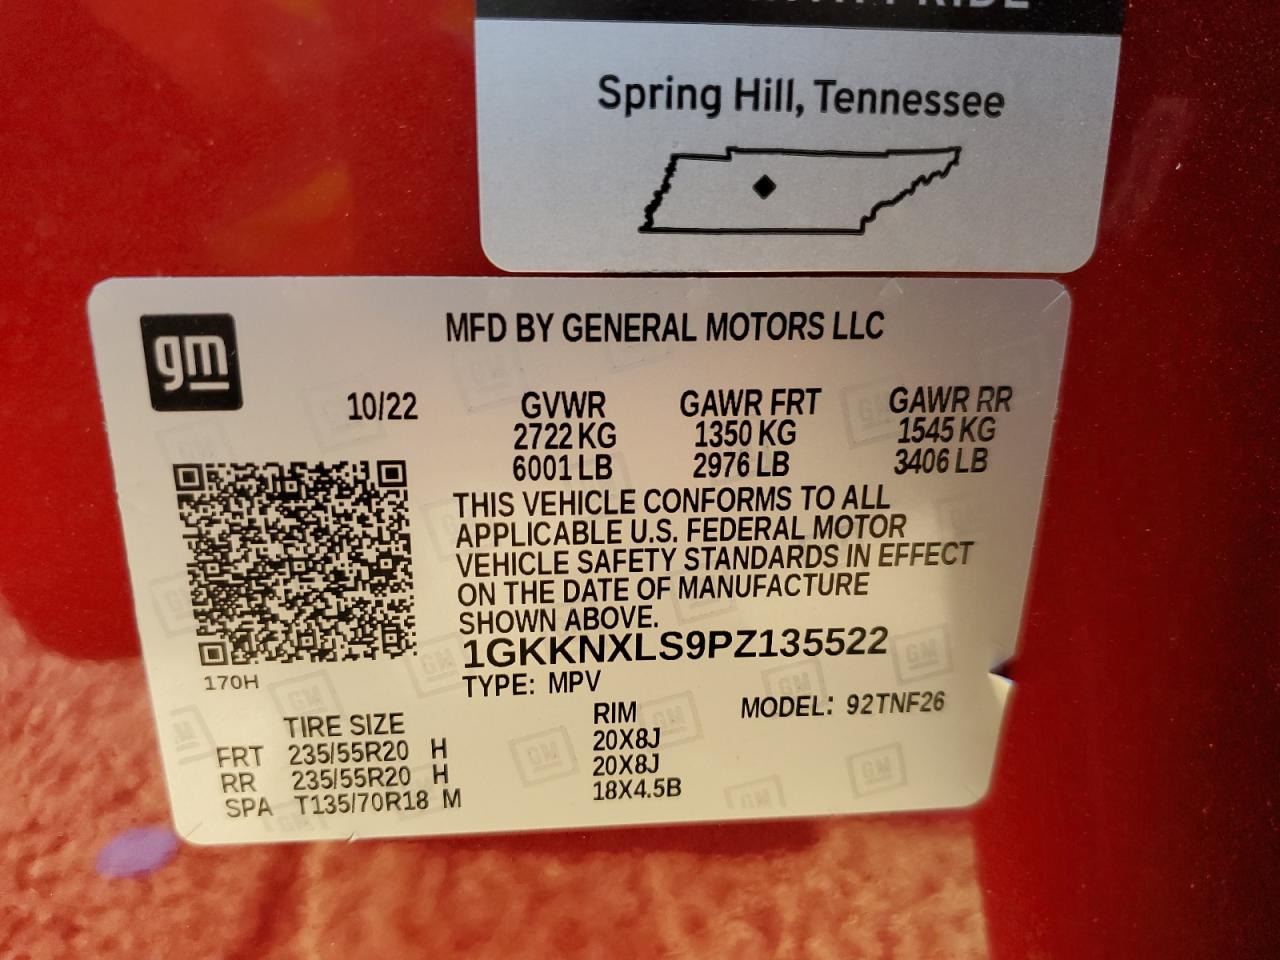 PRIDE
Spring Hill, Tennessee
gm
MFD BY GENERAL MOTORS LLC
10/22 GVWR GAWR FRT GAWR RR
2722 KG 1350 KG 1545 KG
6001 LB 2976 LB 3406 LB
THIS VEHICLE CONFORMS TO ALL
APPLICABLE U.S. FEDERAL MOTOR
VEHICLE SAFETY STANDARDS IN EFFECT
ON THE DATE OF MANUFACTURE
SHOWN ABOVE.
1GKKNXLS9PZ135522
170H
TYPE: MPV
TIRE SIZE RIM MODEL: 92TNF26
FRT 235/55R20 H 20X8J
RR 235/55R20 H 20X8J
SPA T135/70R18 M 18X4.5B